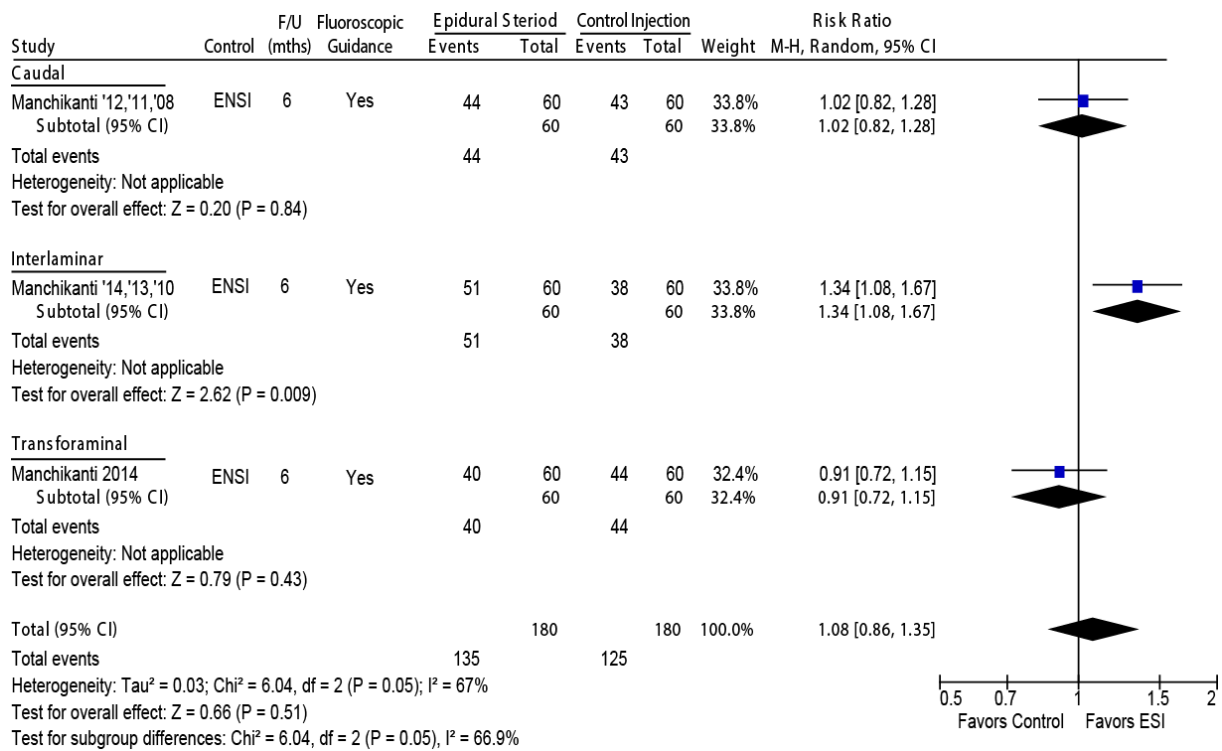 F/U Fluoroscopic Epidural Steriod Control Injection Risk Ratio
Study Control (mths) Guidance Events Total Events Total Weight M-H, Random, 95% CI
Caudal
Manchikanti '12,'11,'08 ENSI 6 Yes 44 60 43 60 33.8% 1.02 [0.82, 1.28]
Subtotal (95% CI) 60 60 33.8% 1.02 [0.82, 1.28]
Total events 44 43
Heterogeneity: Not applicable
Test for overall effect: Z = 0.20 (P = 0.84)
Interlaminar
Manchikanti '14,'13,'10 ENSI 6 Yes 51 60 38 60 33.8% 1.34 [1.08, 1.67]
Subtotal (95% CI) 60 60 33.8% 1.34 [1.08, 1.67]
Total events 51 38
Heterogeneity: Not applicable
Test for overall effect: Z = 2.62 (P = 0.009)
Transforaminal
Manchikanti 2014 ENSI 6 Yes 40 60 44 60 32.4% 0.91 [0.72, 1.15]
Subtotal (95% CI) 60 60 32.4% 0.91 [0.72, 1.15]
Total events 40 44
Heterogeneity: Not applicable
Test for overall effect: Z = 0.79 (P = 0.43)
Total (95% CI) 180 180 100.0% 1.08 [0.86, 1.35]
Total events 135 125
Heterogeneity: Tau² = 0.03; Chi² = 6.04, df = 2 (P = 0.05); I² = 67%
Test for overall effect: Z = 0.66 (P = 0.51)
Test for subgroup differences: Chi² = 6.04, df = 2 (P = 0.05), I² = 66.9%
0.5 0.7 1 1.5 2
Favors Control Favors ESI